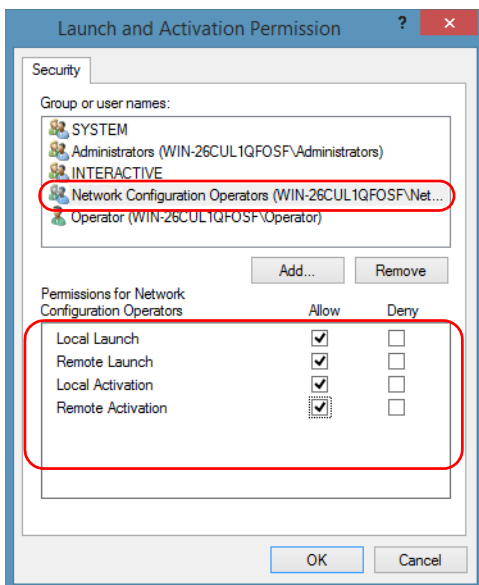 Launch and Activation Permission ? ×
Security
Group or user names:
SYSTEM
Administrators (WIN-26CUL1QFOSF\Administrators)
INTERACTIVE
Network Configuration Operators (WIN-26CUL1QFOSF\Net...
Operator (WIN-26CUL1QFOSF\Operator)
Add... Remove
Permissions for Network
Configuration Operators Allow Deny
Local Launch
Remote Launch
Local Activation
Remote Activation
OK Cancel